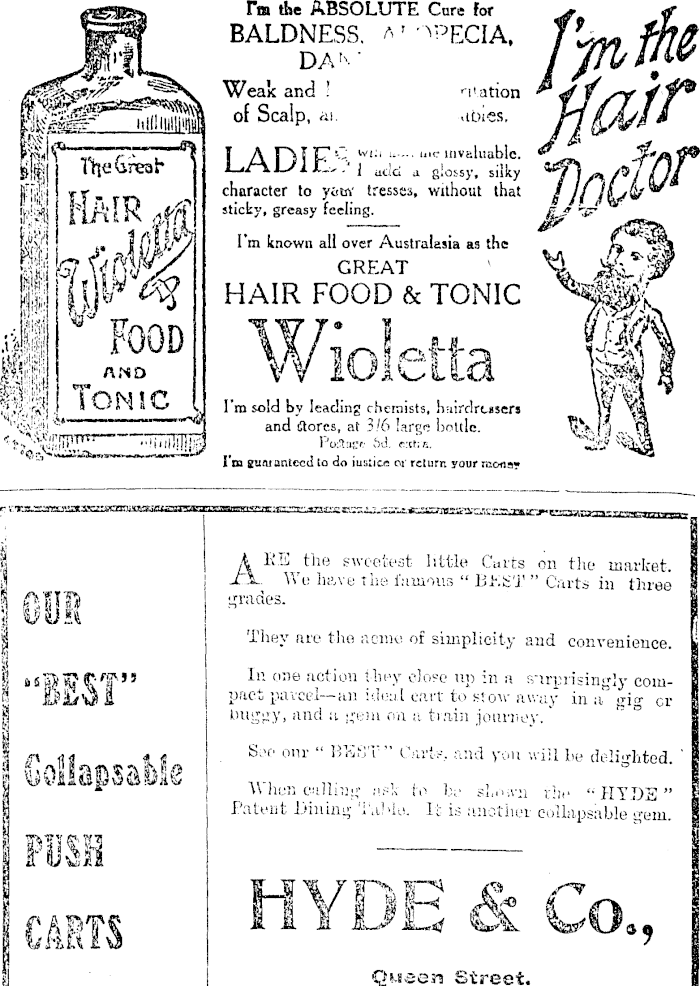 The Great
HAIR
Wioletta
FOOD
AND
TONIC
I'm the ABSOLUTE Cure for
BALDNESS,
Weak and
of Scalp,
LADIES invaluable.
I add a glossy, silky
character to your tresses, without that
sticky, greasy feeling.
I'm known all over Australasia as the
GREAT
HAIR FOOD & TONIC
Wioletta
I'm sold by leading chemists, hairdressers
and stores, at 3/6 large bottle.
Postage 5d. extra.
I'm guaranteed to do justice or return your money
I'm the
Hair
Doctor
OUR
"BEST"
Collapsable
PUSH
CARTS
ARE the sweetest little Carts on the market.
We have the famous "BEST" Carts in three
grades.
They are the acme of simplicity and convenience.
In one action they close up in a surprisingly com-
pact parcel—an ideal cart to stow away in a gig or
buggy, and a gem on a train journey.
See our "BEST" Carts, and you will be delighted.
When calling ask to be shown the "HYDE"
Patent Dining Table. It is another collapsable gem.
HYDE & Co.,
Queen Street.